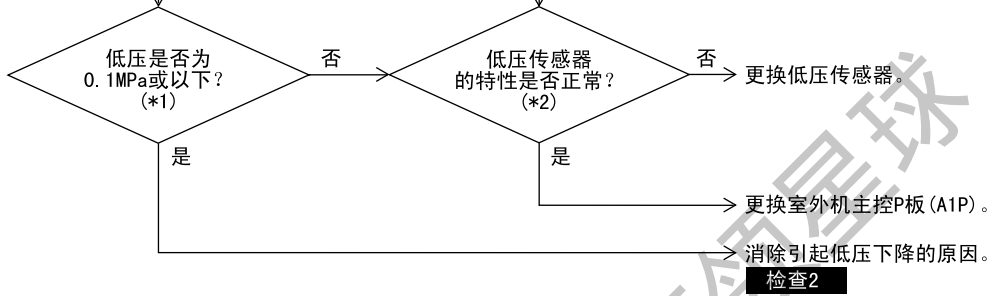 低压是否为
0.1MPa或以下？
(*1)
否
低压传感器
的特性是否正常？
(*2)
否
更换低压传感器。
是
是
更换室外机主控P板(A1P)。
消除引起低压下降的原因。
检查2
领星球